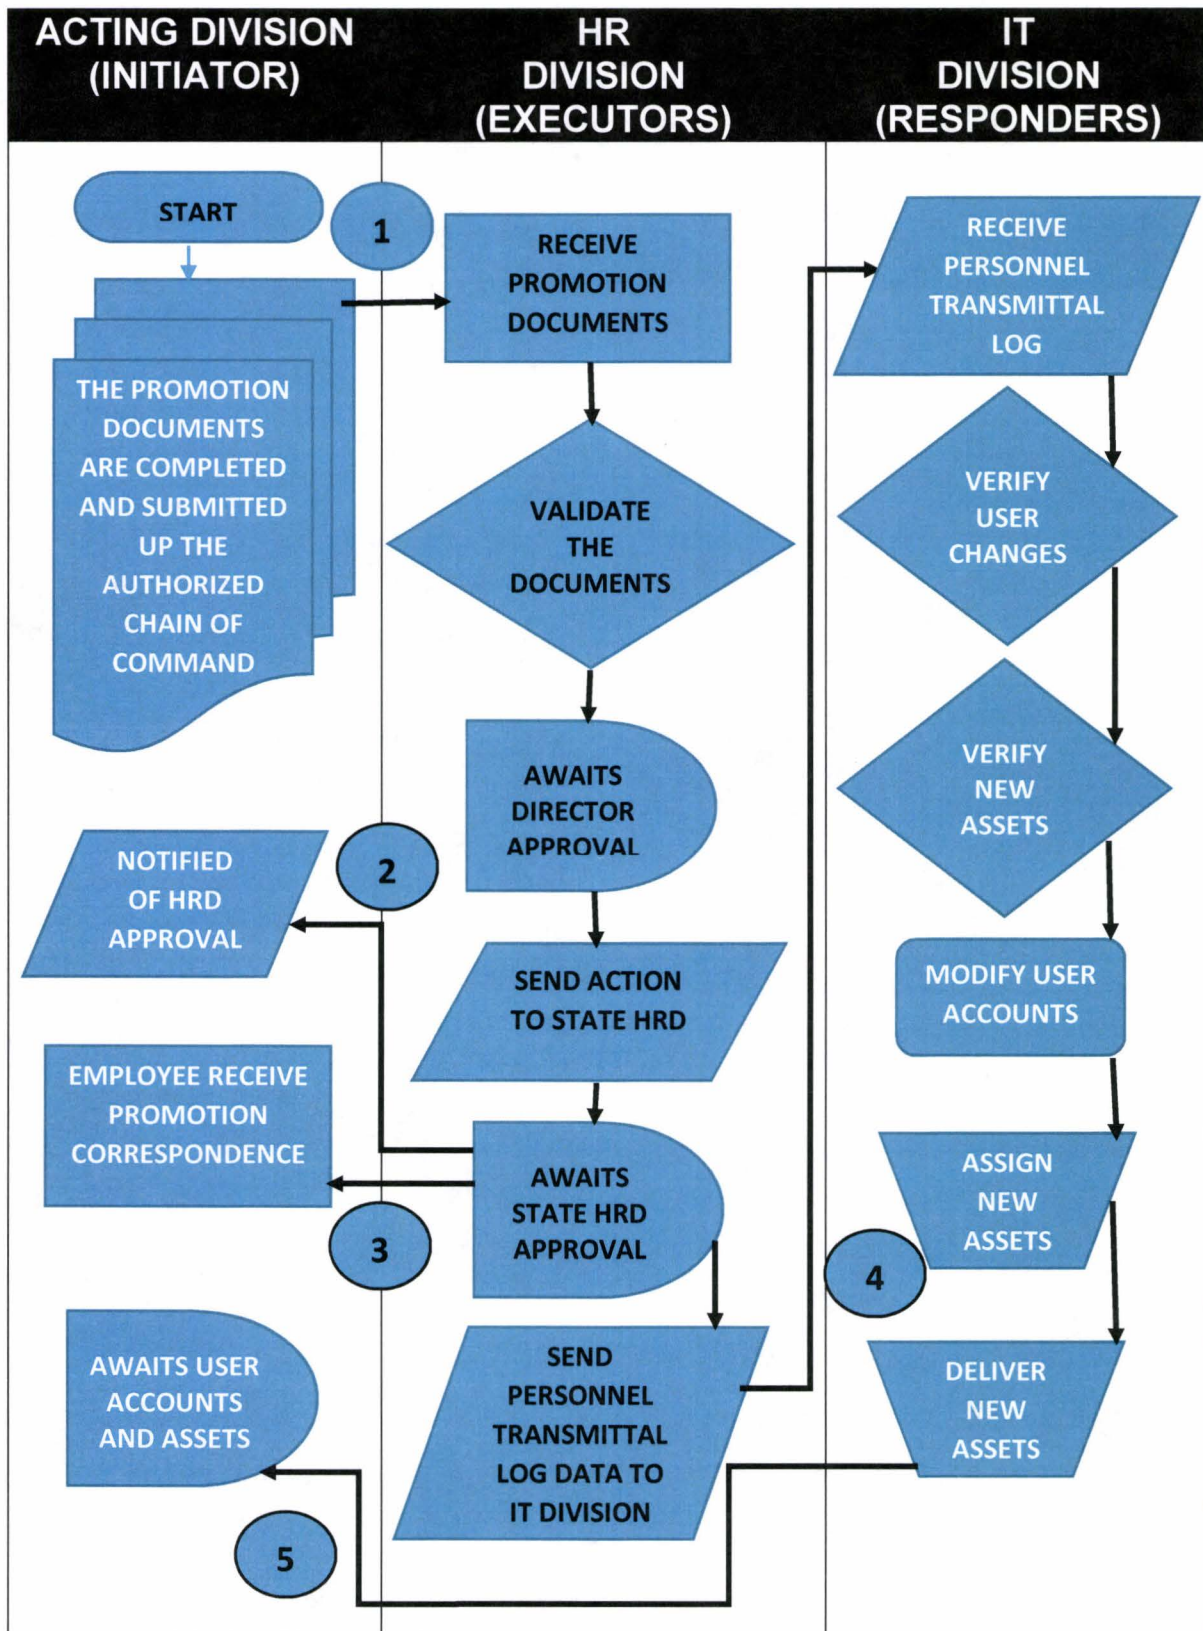 ACTING DIVISION
(INITIATOR)
HR
DIVISION
(EXECUTORS)
IT
DIVISION
(RESPONDERS)
START
THE PROMOTION
DOCUMENTS
ARE COMPLETED
AND SUBMITTED
UP THE
AUTHORIZED
CHAIN OF
COMMAND
1
RECEIVE
PROMOTION
DOCUMENTS
VALIDATE
THE
DOCUMENTS
AWAITS
DIRECTOR
APPROVAL
2
NOTIFIED
OF HRD
APPROVAL
SEND ACTION
TO STATE HRD
EMPLOYEE RECEIVE
PROMOTION
CORRESPONDENCE
AWAITS
STATE HRD
APPROVAL
3
AWAITS USER
ACCOUNTS
AND ASSETS
SEND
PERSONNEL
TRANSMITTAL
LOG DATA TO
IT DIVISION
RECEIVE
PERSONNEL
TRANSMITTAL
LOG
VERIFY
USER
CHANGES
VERIFY
NEW
ASSETS
MODIFY USER
ACCOUNTS
ASSIGN
NEW
ASSETS
4
DELIVER
NEW
ASSETS
5